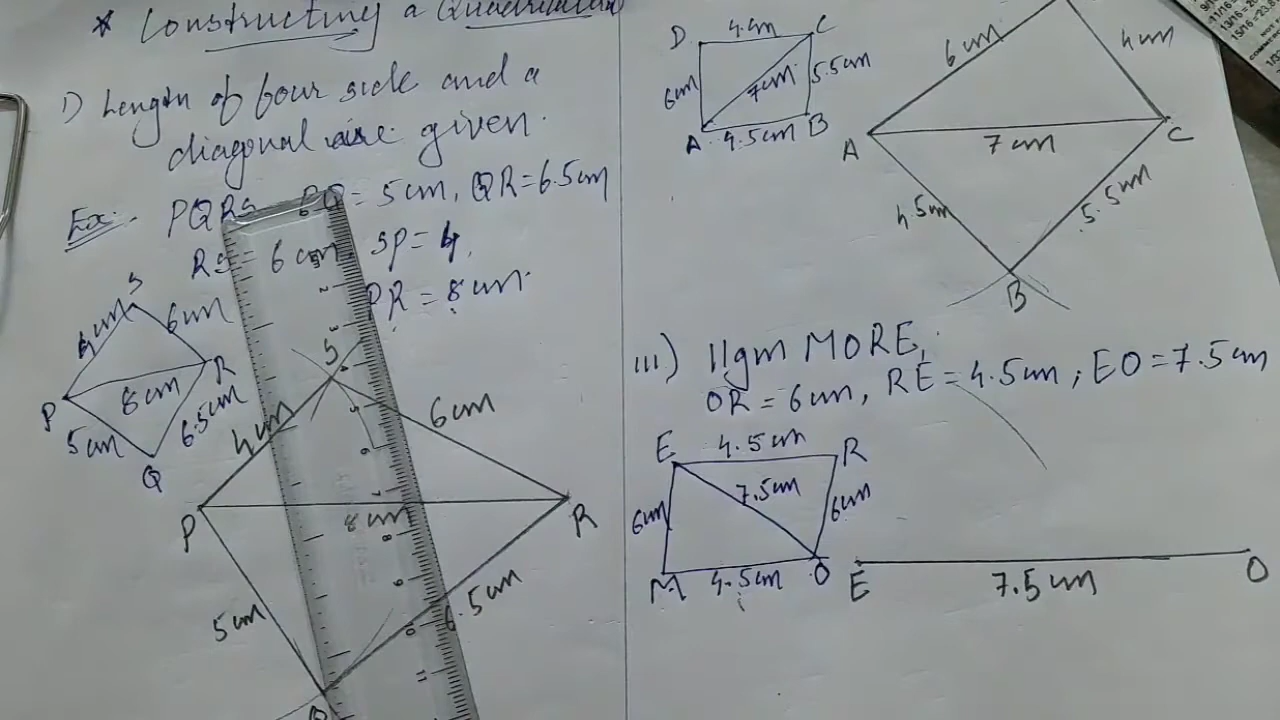 * Constructing a Quadrilateral
1) Length of four side and a
diagonal are given.
Ex:- PQRS PQ = 5cm, QR = 6.5cm
RS 6cm SP = 4,
PR = 8cm.
S
4cm
6cm
P
8cm
R
5cm
6.5cm
Q
S
4cm
6cm
P
8cm
R
5cm
6.5cm
Q
D 4cm C
6cm
7cm
5.5cm
A 4.5cm B
6cm
4cm
A
7cm
C
4.5cm
5.5cm
B
III) ||gm MORE,
OR = 6cm, RE = 4.5cm, EO = 7.5cm
E 4.5cm R
6cm
7.5cm
6cm
M 4.5cm O
E 7.5cm O